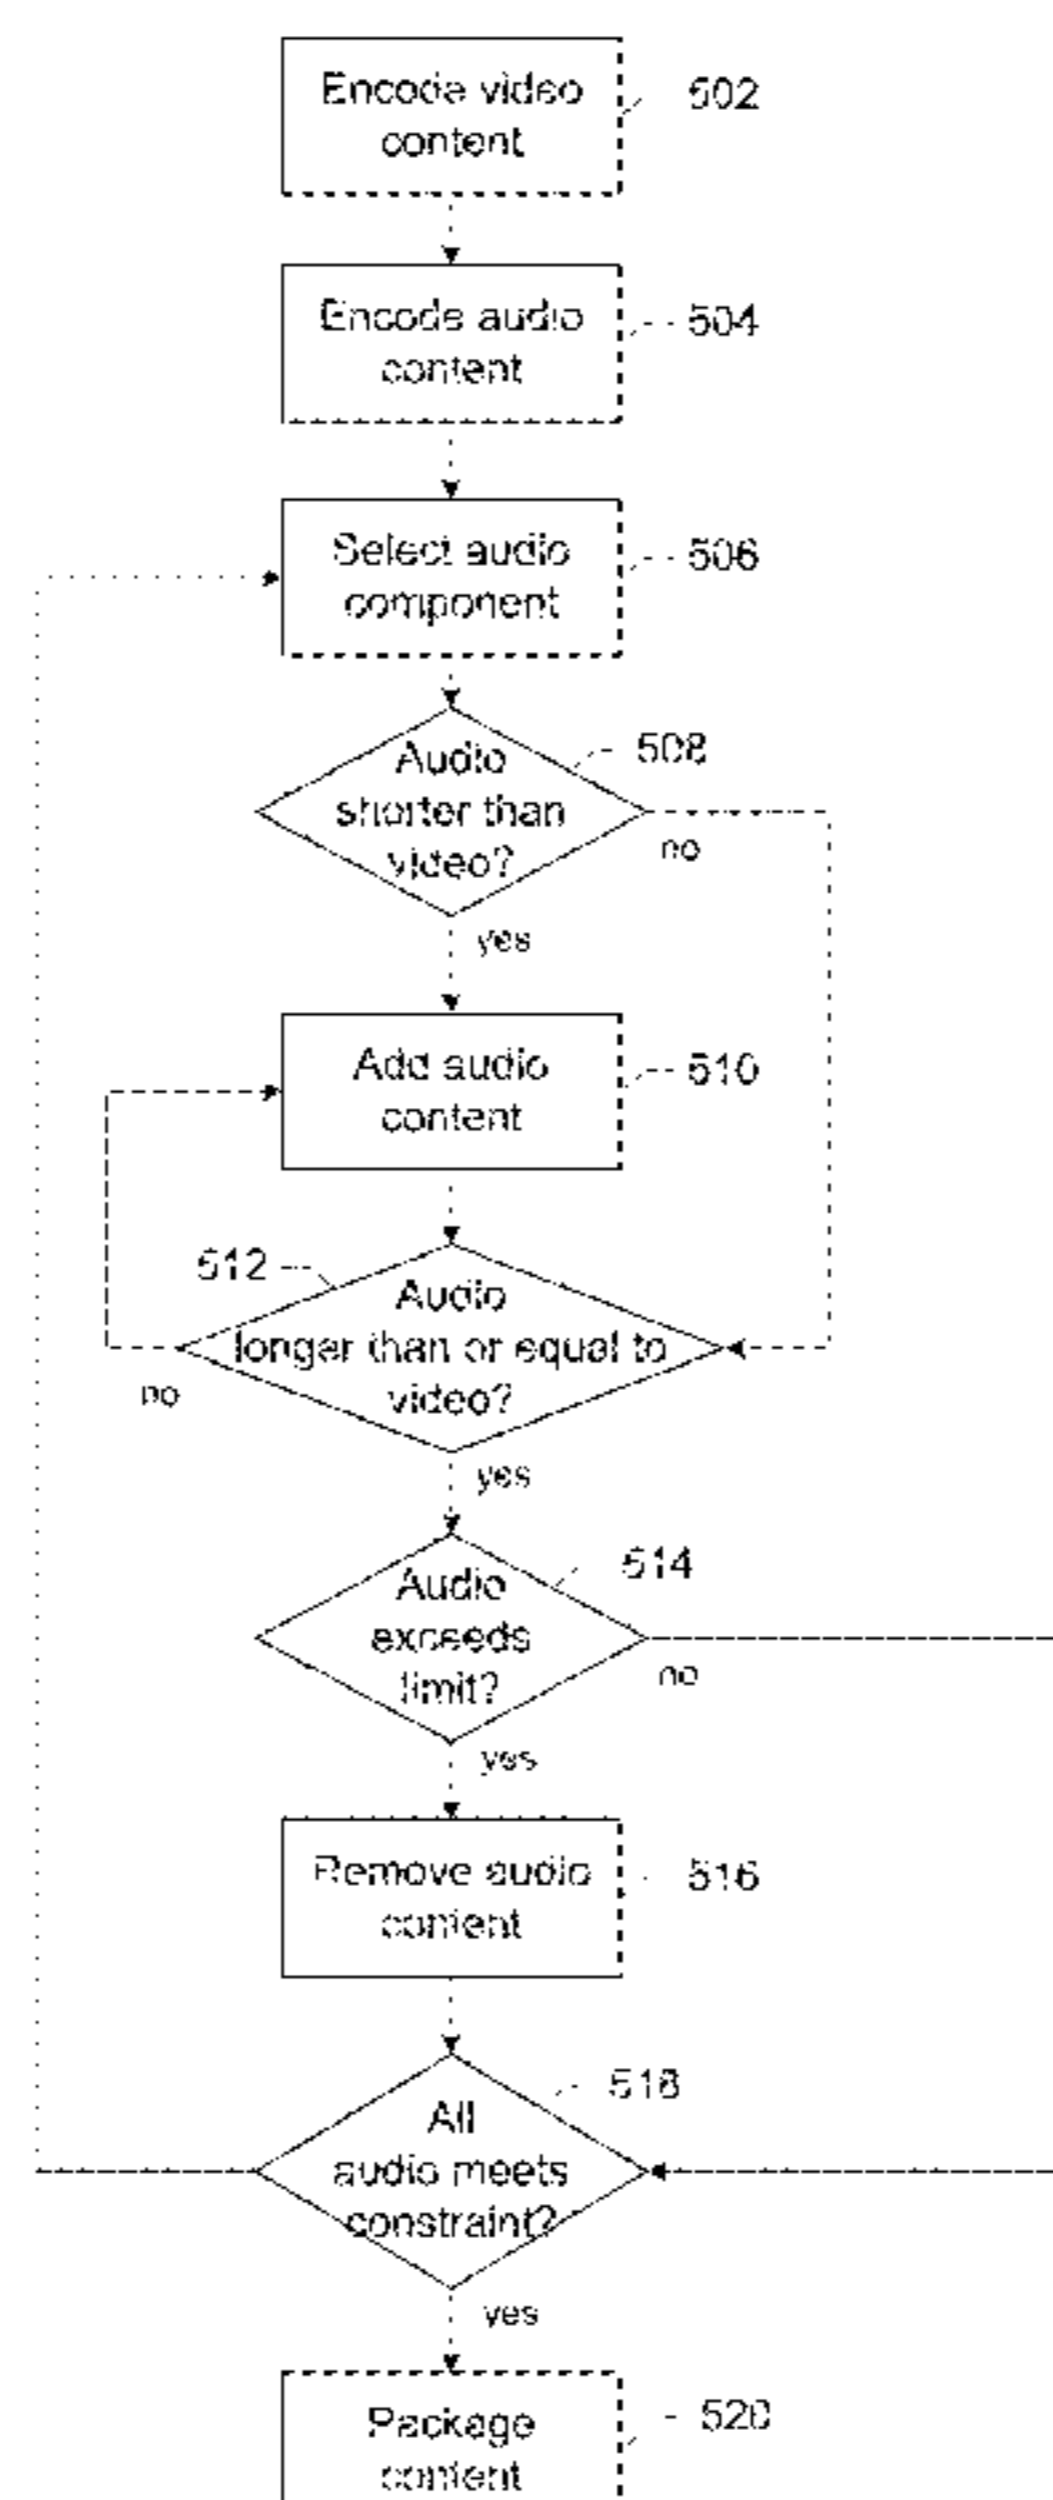 Encode video
content
502
Encode audio
content
504
Select audio
component
506
Audio
shorter than
video?
508
no
yes
Add audio
content
510
512
Audio
longer than or equal to
video?
no
yes
Audio
exceeds
limit?
514
no
yes
Remove audio
content
516
All
audio meets
constraint?
518
yes
Package
content
520